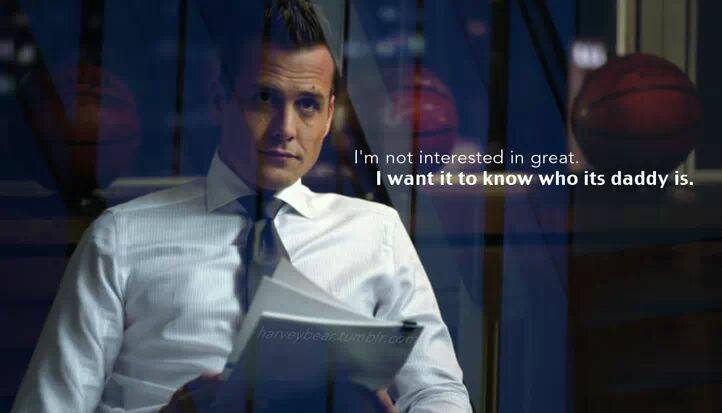 I'm not interested in great.
I want it to know who its daddy is.
harveybear.tumblr.com